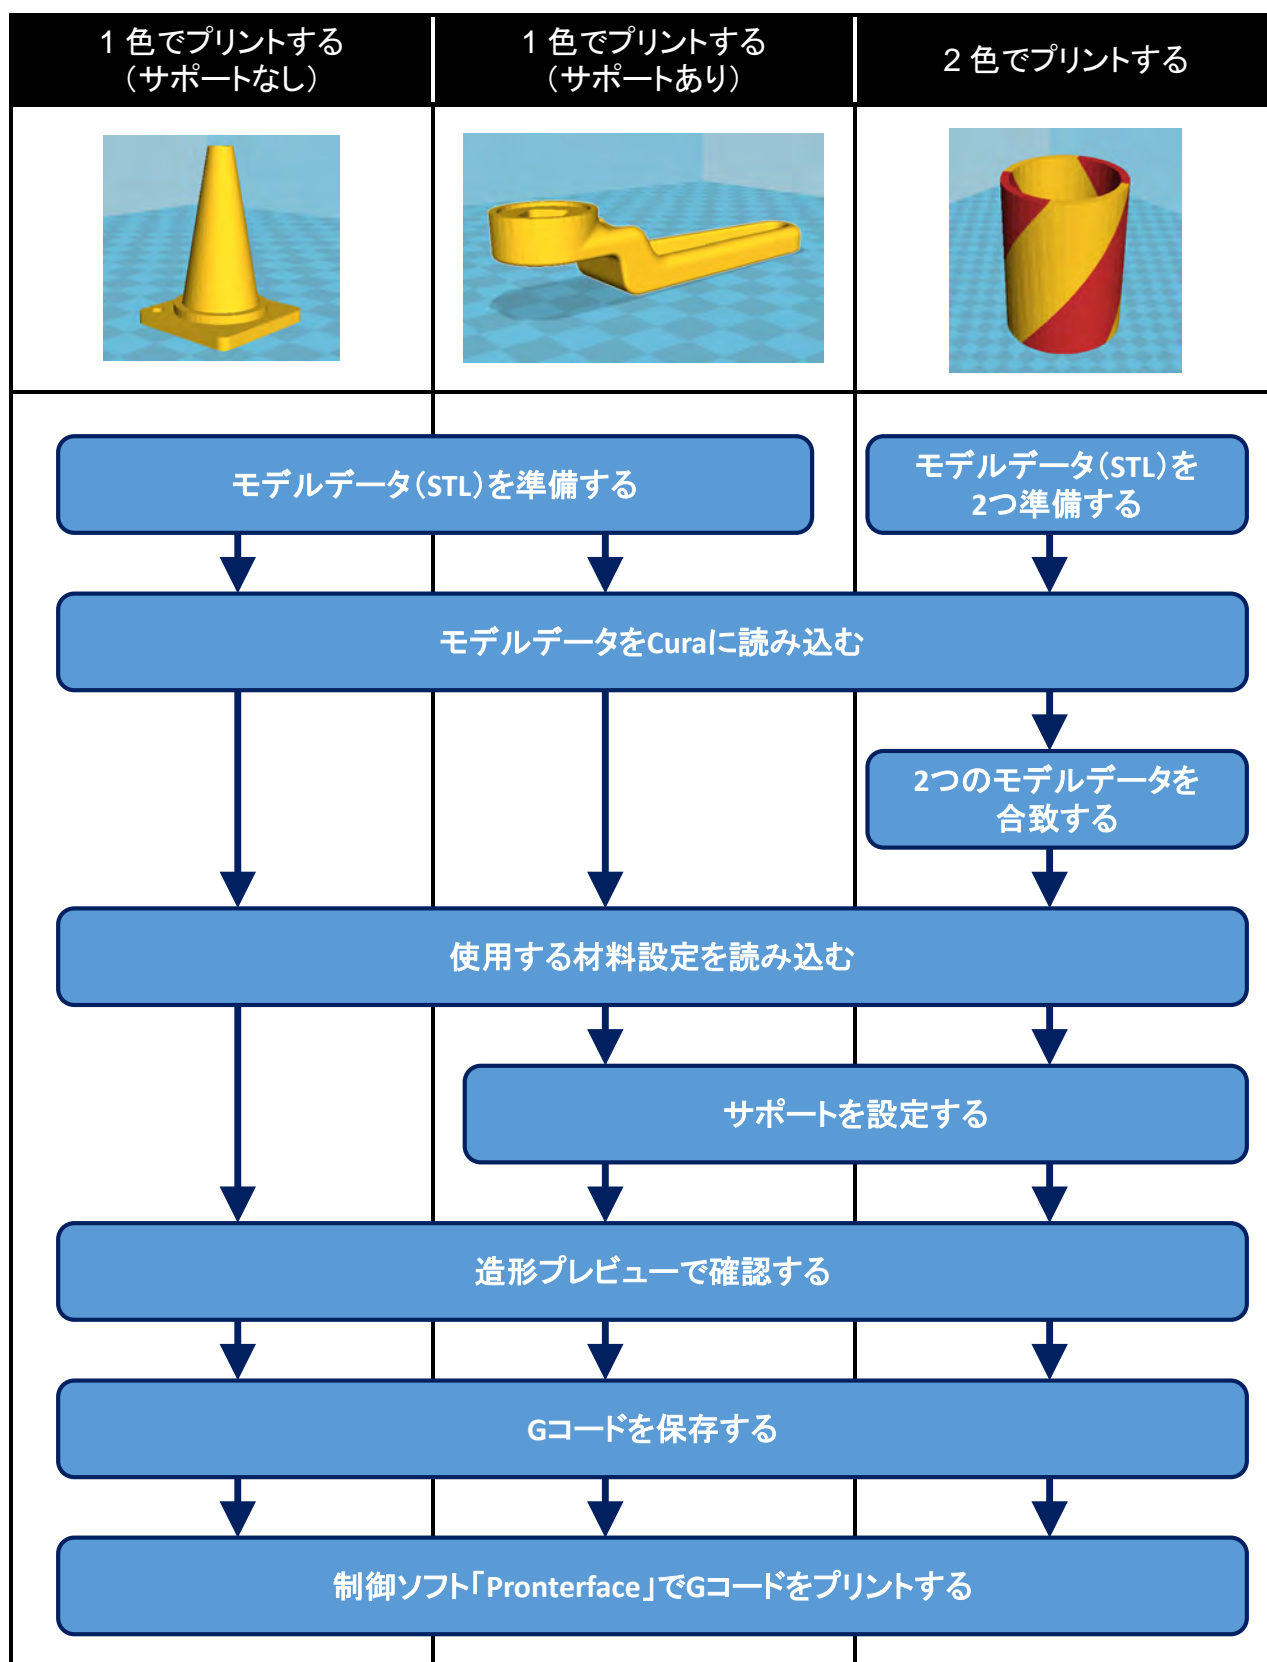 1 色でプリントする
（サポートなし）
1 色でプリントする
（サポートあり）
2 色でプリントする
モデルデータ（STL）を準備する
モデルデータ（STL）を
2つ準備する
モデルデータをCuraに読み込む
2つのモデルデータを
合致する
使用する材料設定を読み込む
サポートを設定する
造形プレビューで確認する
Gコードを保存する
制御ソフト「Pronterface」でGコードをプリントする